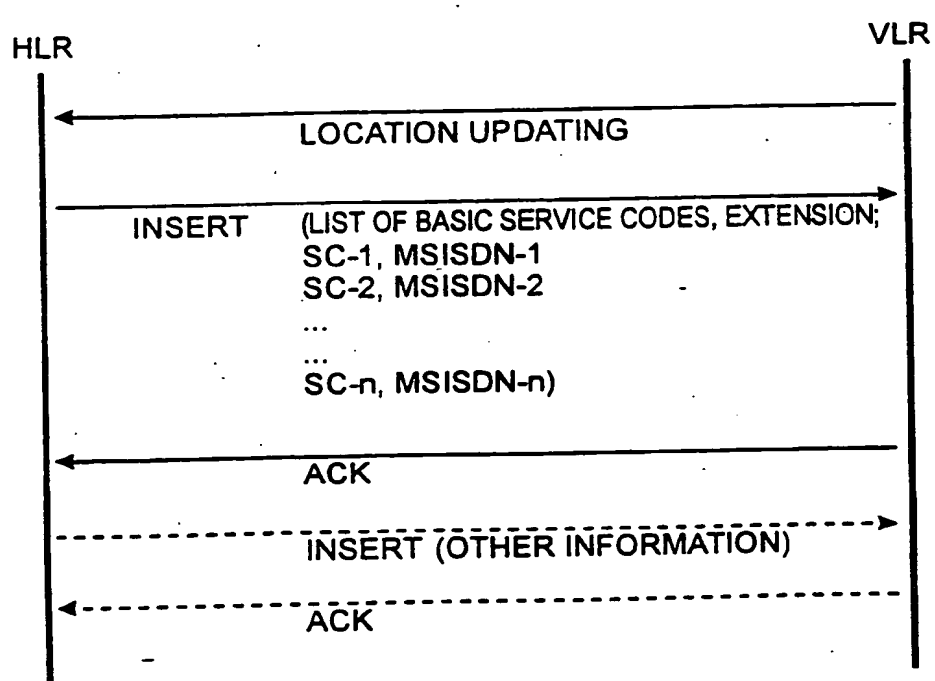 HLR
VLR
LOCATION UPDATING
INSERT (LIST OF BASIC SERVICE CODES, EXTENSION;
SC-1, MSISDN-1
SC-2, MSISDN-2
...
...
SC-n, MSISDN-n)
ACK
INSERT (OTHER INFORMATION)
ACK